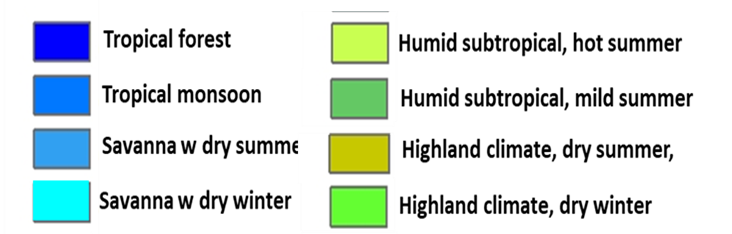 Tropical forest
Tropical monsoon
Savanna w dry summe
Savanna w dry winter
Humid subtropical, hot summer
Humid subtropical, mild summer
Highland climate, dry summer,
Highland climate, dry winter